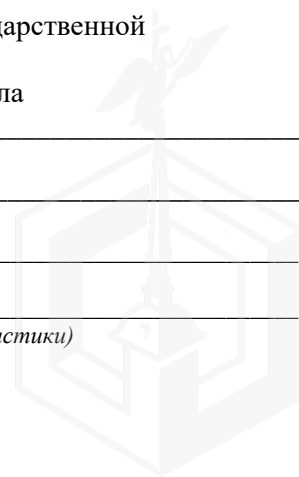 дарственной
ла
стики)